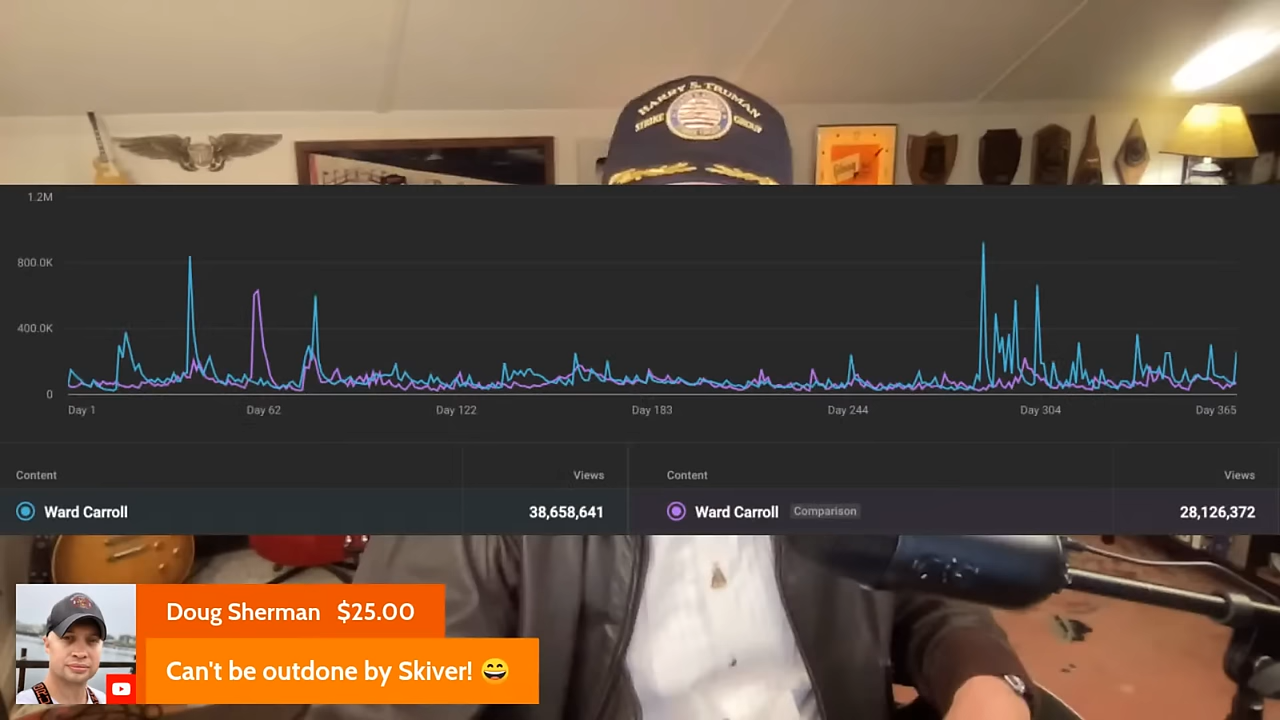 HARRY S. TRUMAN
STRIKE GROUP
1.2M
800.0K
400.0K
0
Day 1
Day 62
Day 122
Day 183
Day 244
Day 304
Day 365
Content
Views
Content
Views
Ward Carroll
38,658,641
Ward Carroll
Comparison
28,126,372
Doug Sherman $25.00
Can't be outdone by Skiver! 😄